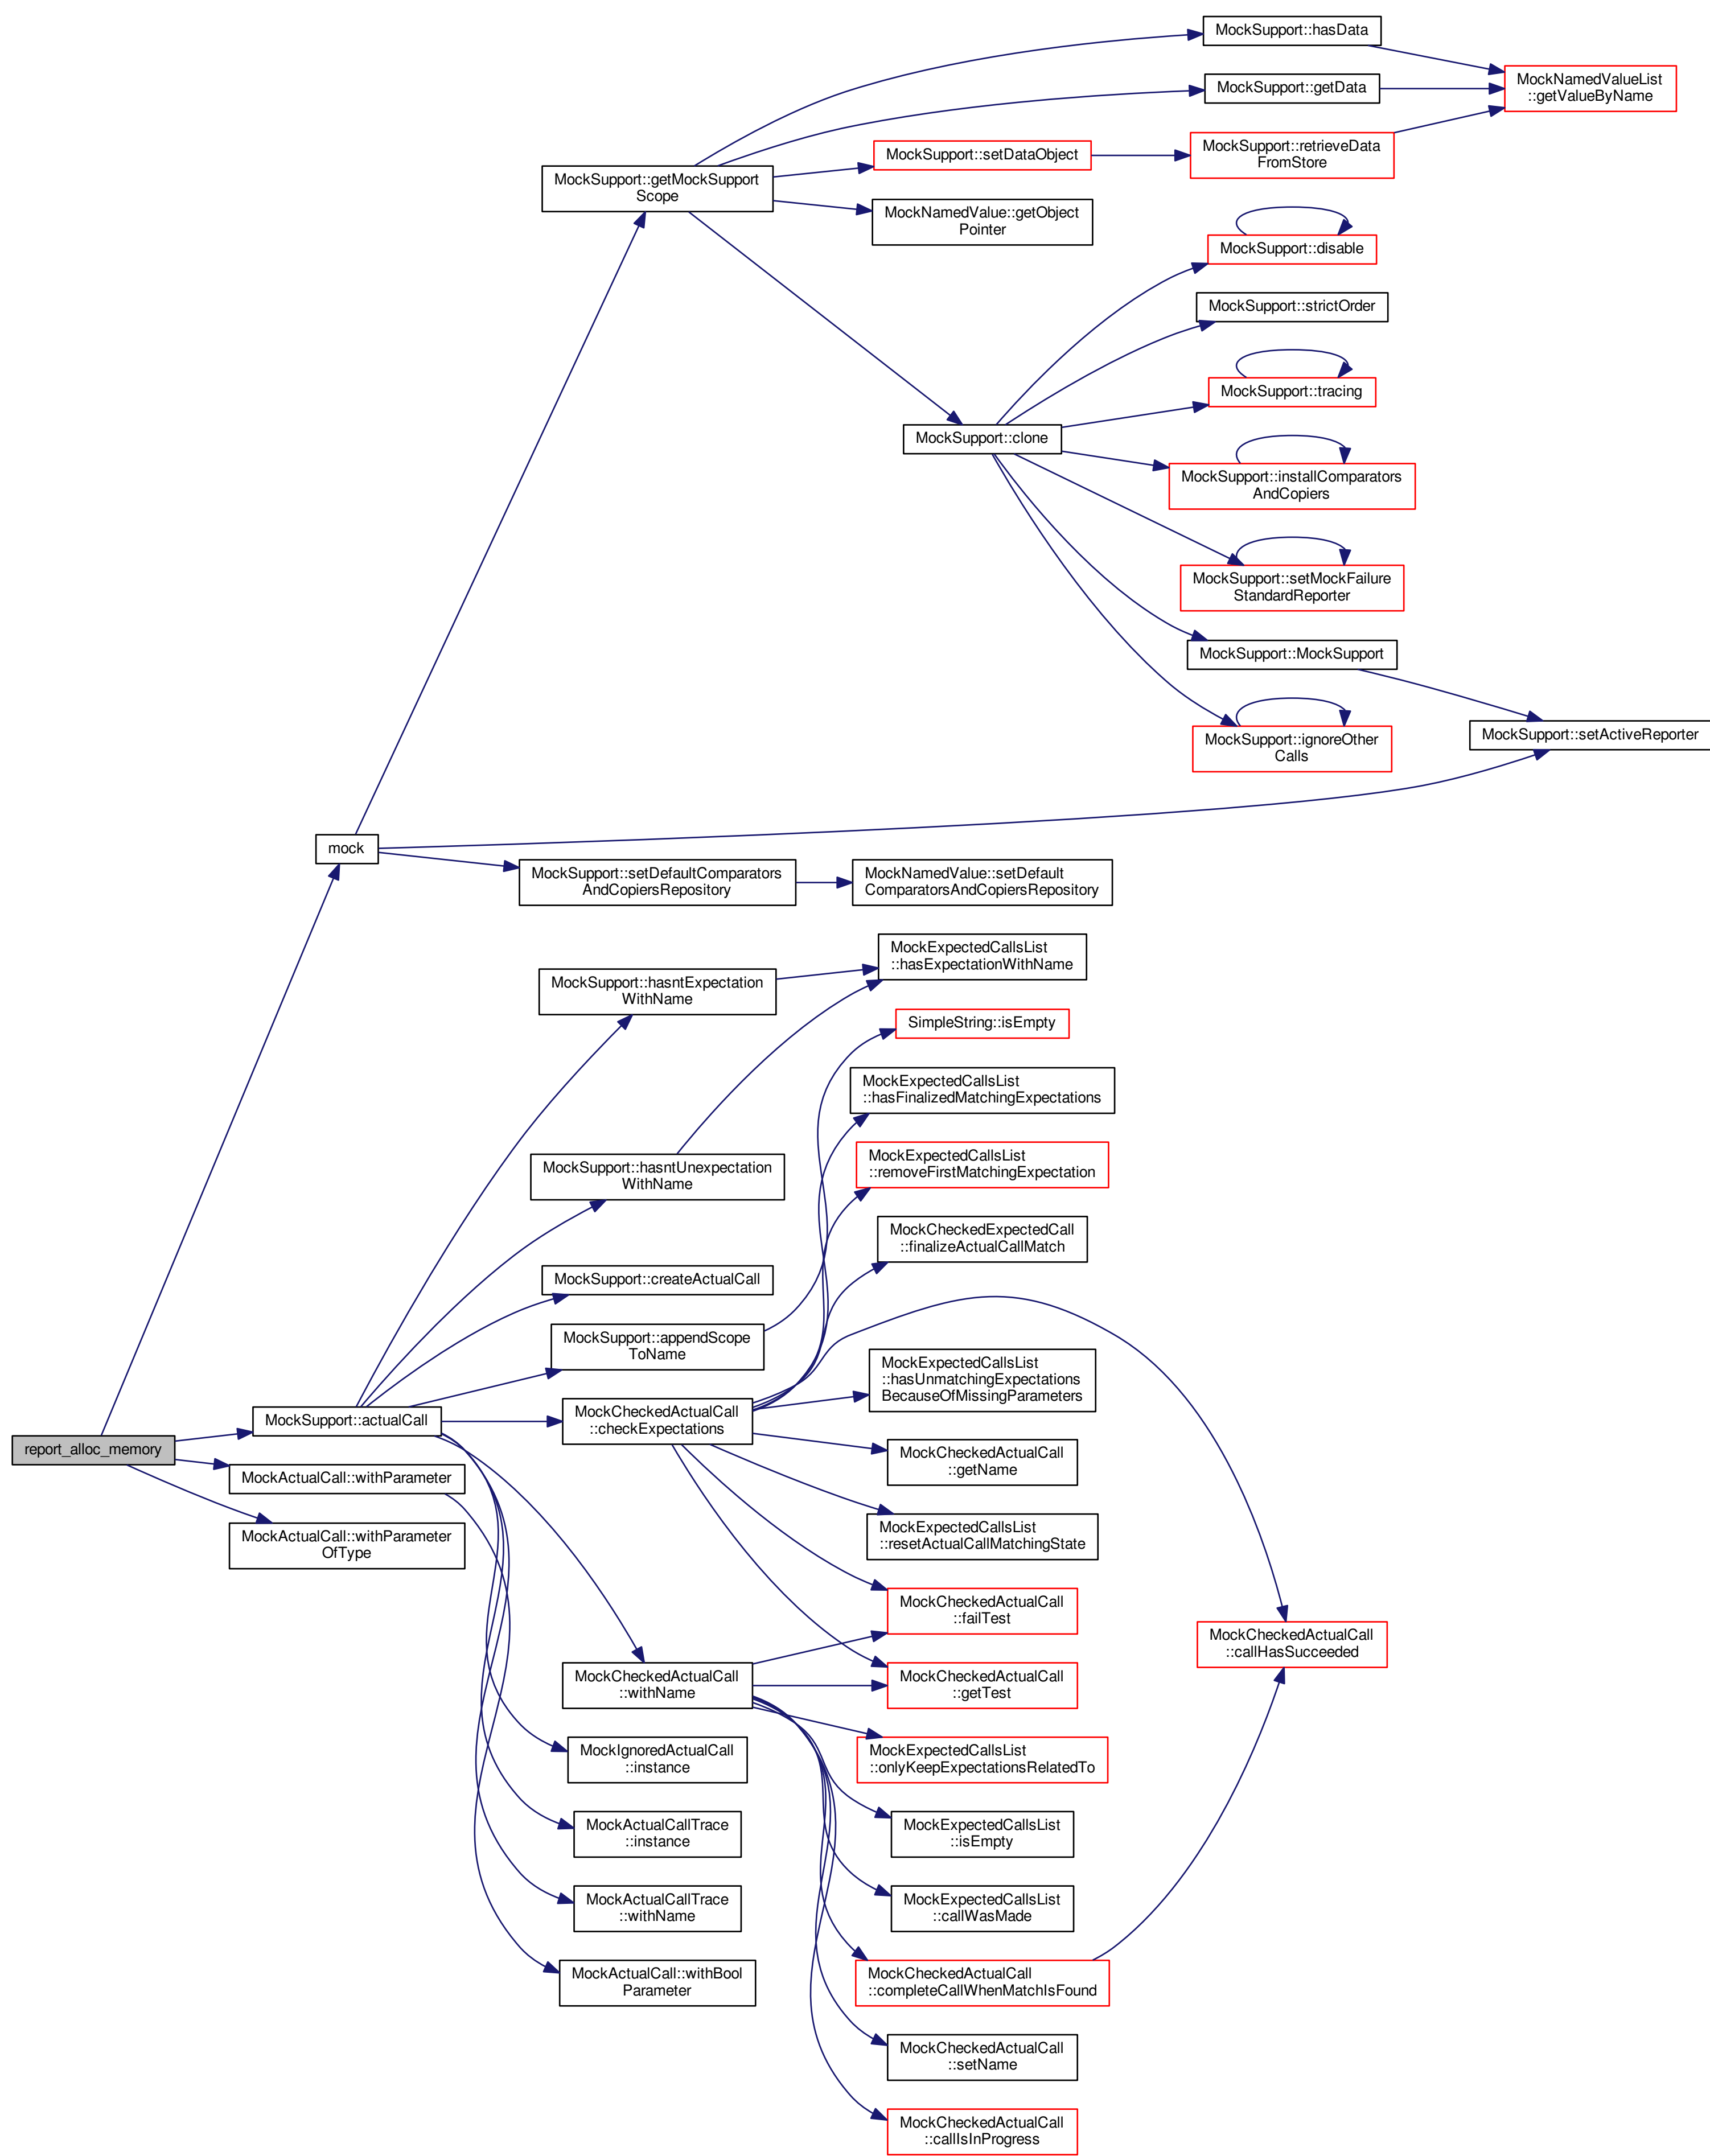 MockSupport::hasData
MockNamedValueList
::getValueByName
MockSupport::getData
MockSupport::setDataObject
MockSupport::retrieveData
FromStore
MockSupport::getMockSupport
Scope
MockNamedValue::getObject
Pointer
MockSupport::disable
MockSupport::strictOrder
MockSupport::tracing
MockSupport::clone
MockSupport::installComparators
AndCopiers
MockSupport::setMockFailure
StandardReporter
MockSupport::MockSupport
MockSupport::ignoreOther
Calls
MockSupport::setActiveReporter
mock
MockSupport::setDefaultComparators
AndCopiersRepository
MockNamedValue::setDefault
ComparatorsAndCopiersRepository
MockExpectedCallsList
::hasExpectationWithName
MockSupport::hasntExpectation
WithName
SimpleString::isEmpty
MockExpectedCallsList
::hasFinalizedMatchingExpectations
MockSupport::hasntUnexpectation
WithName
MockExpectedCallsList
::removeFirstMatchingExpectation
MockCheckedExpectedCall
::finalizeActualCallMatch
MockSupport::createActualCall
MockSupport::appendScope
ToName
MockExpectedCallsList
::hasUnmatchingExpectations
BecauseOfMissingParameters
MockSupport::actualCall
MockCheckedActualCall
::checkExpectations
report_alloc_memory
MockCheckedActualCall
::getName
MockActualCall::withParameter
MockExpectedCallsList
::resetActualCallMatchingState
MockActualCall::withParameter
OfType
MockCheckedActualCall
::failTest
MockCheckedActualCall
::callHasSucceeded
MockCheckedActualCall
::withName
MockCheckedActualCall
::getTest
MockIgnoredActualCall
::instance
MockExpectedCallsList
::onlyKeepExpectationsRelatedTo
MockActualCallTrace
::instance
MockExpectedCallsList
::isEmpty
MockActualCallTrace
::withName
MockExpectedCallsList
::callWasMade
MockActualCall::withBool
Parameter
MockCheckedActualCall
::completeCallWhenMatchIsFound
MockCheckedActualCall
::setName
MockCheckedActualCall
::callIsInProgress